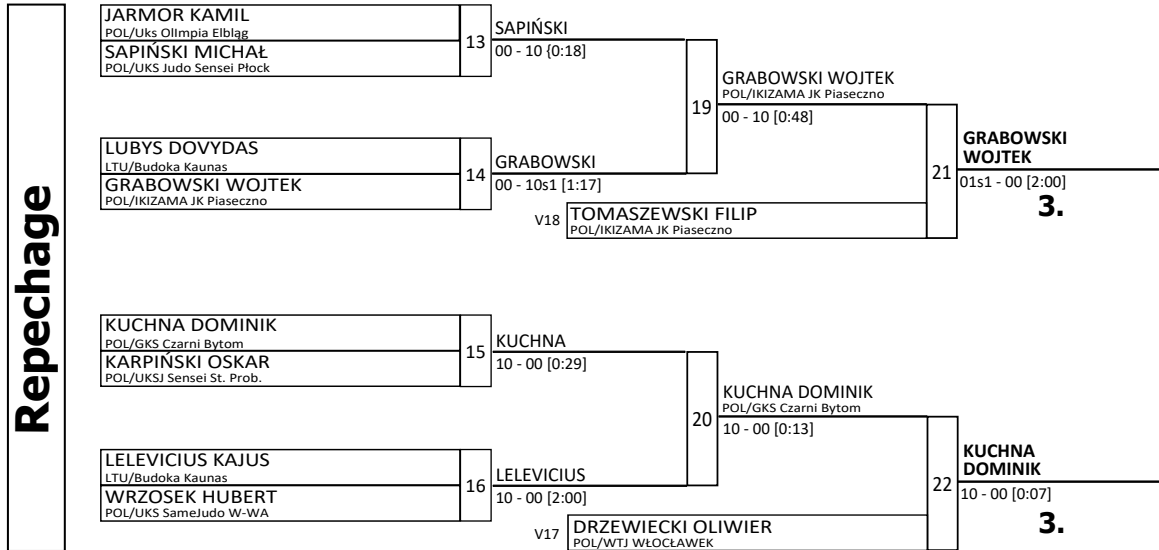 Repechage
JARMOR KAMIL
POL/Uks OlImpia Elbląg
SAPIŃSKI MICHAŁ
POL/UKS Judo Sensei Płock
13
SAPIŃSKI
00 - 10 {0:18]
LUBYS DOVYDAS
LTU/Budoka Kaunas
GRABOWSKI WOJTEK
POL/IKIZAMA JK Piaseczno
14
GRABOWSKI
00 - 10s1 [1:17]
19
GRABOWSKI WOJTEK
POL/IKIZAMA JK Piaseczno
00 - 10 [0:48]
V18
TOMASZEWSKI FILIP
POL/IKIZAMA JK Piaseczno
21
GRABOWSKI
WOJTEK
01s1 - 00 [2:00]
3.
KUCHNA DOMINIK
POL/GKS Czarni Bytom
KARPIŃSKI OSKAR
POL/UKSJ Sensei St. Prob.
15
KUCHNA
10 - 00 [0:29]
LELEVICIUS KAJUS
LTU/Budoka Kaunas
WRZOSEK HUBERT
POL/UKS SameJudo W-WA
16
LELEVICIUS
10 - 00 [2:00]
20
KUCHNA DOMINIK
POL/GKS Czarni Bytom
10 - 00 [0:13]
V17
DRZEWIECKI OLIWIER
POL/WTJ WŁOCŁAWEK
22
KUCHNA
DOMINIK
10 - 00 [0:07]
3.